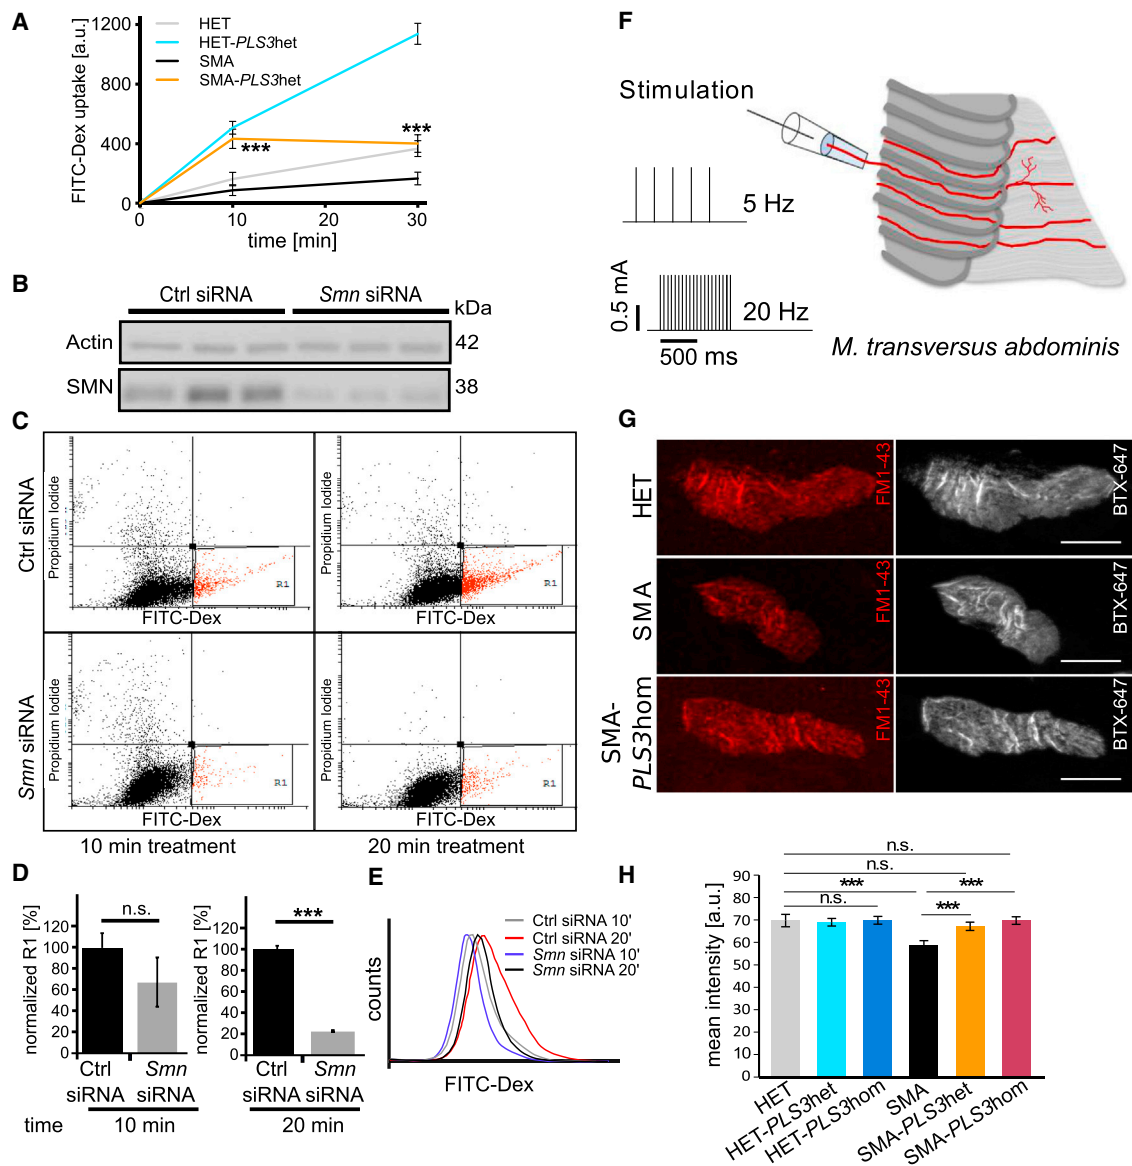 A
FITC-Dex uptake [a.u.]
1200
800
400
0
0
10
20
30
time [min]
HET
HET-PLS3het
SMA
SMA-PLS3het
***
***
B
Ctrl siRNA
Smn siRNA
kDa
Actin
42
SMN
38
C
Ctrl siRNA
Smn siRNA
Propidium Iodide
FITC-Dex
R1
Propidium Iodide
FITC-Dex
R1
Propidium Iodide
FITC-Dex
R1
Propidium Iodide
FITC-Dex
R1
10 min treatment
20 min treatment
D
normalized R1 [%]
120
100
80
60
40
20
0
n.s.
Ctrl siRNA
Smn siRNA
normalized R1 [%]
120
100
80
60
40
20
0
***
Ctrl siRNA
Smn siRNA
time
10 min
20 min
E
counts
FITC-Dex
Ctrl siRNA 10'
Ctrl siRNA 20'
Smn siRNA 10'
Smn siRNA 20'
F
Stimulation
5 Hz
0.5 mA
20 Hz
500 ms
M. transversus abdominis
G
HET
FM1-43
BTX-647
SMA
FM1-43
BTX-647
SMA-
PLS3hom
FM1-43
BTX-647
H
mean intensity [a.u.]
90
80
70
60
50
40
30
20
10
0
n.s.
n.s.
***
***
n.s.
***
HET
HET-PLS3het
HET-PLS3hom
SMA
SMA-PLS3het
SMA-PLS3hom